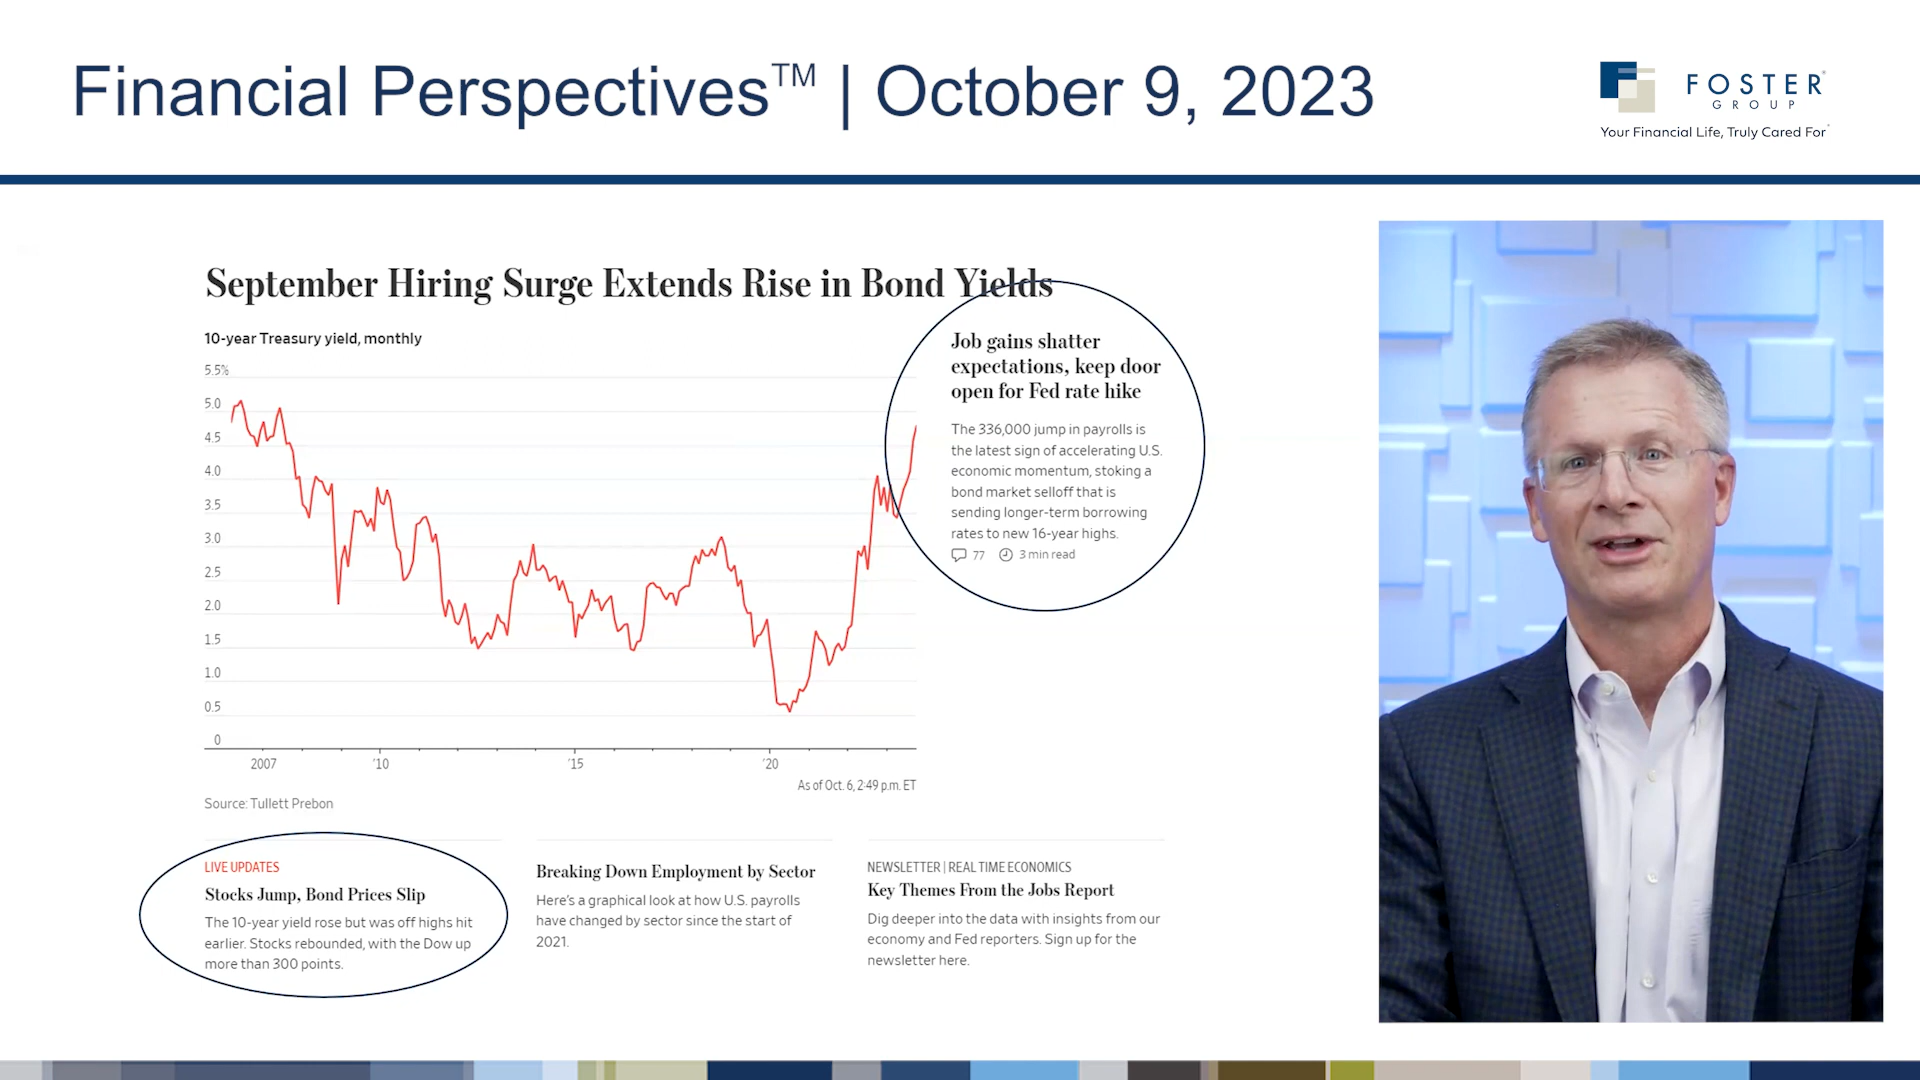 Financial Perspectives™ | October 9, 2023
FOSTER®
GROUP
Your Financial Life, Truly Cared For
September Hiring Surge Extends Rise in Bond Yields
10-year Treasury yield, monthly
5.5%
5.0
4.5
4.0
3.5
3.0
2.5
2.0
1.5
1.0
0.5
0
2007 '10 '15 '20
As of Oct. 6, 2:49 p.m. ET
Source: Tullett Prebon
Job gains shatter
expectations, keep door
open for Fed rate hike
The 336,000 jump in payrolls is
the latest sign of accelerating U.S.
economic momentum, stoking a
bond market selloff that is
sending longer-term borrowing
rates to new 16-year highs.
77 3 min read
LIVE UPDATES
Stocks Jump, Bond Prices Slip
The 10-year yield rose but was off highs hit
earlier. Stocks rebounded, with the Dow up
more than 300 points.
Breaking Down Employment by Sector
Here's a graphical look at how U.S. payrolls
have changed by sector since the start of
2021.
NEWSLETTER | REAL TIME ECONOMICS
Key Themes From the Jobs Report
Dig deeper into the data with insights from our
economy and Fed reporters. Sign up for the
newsletter here.